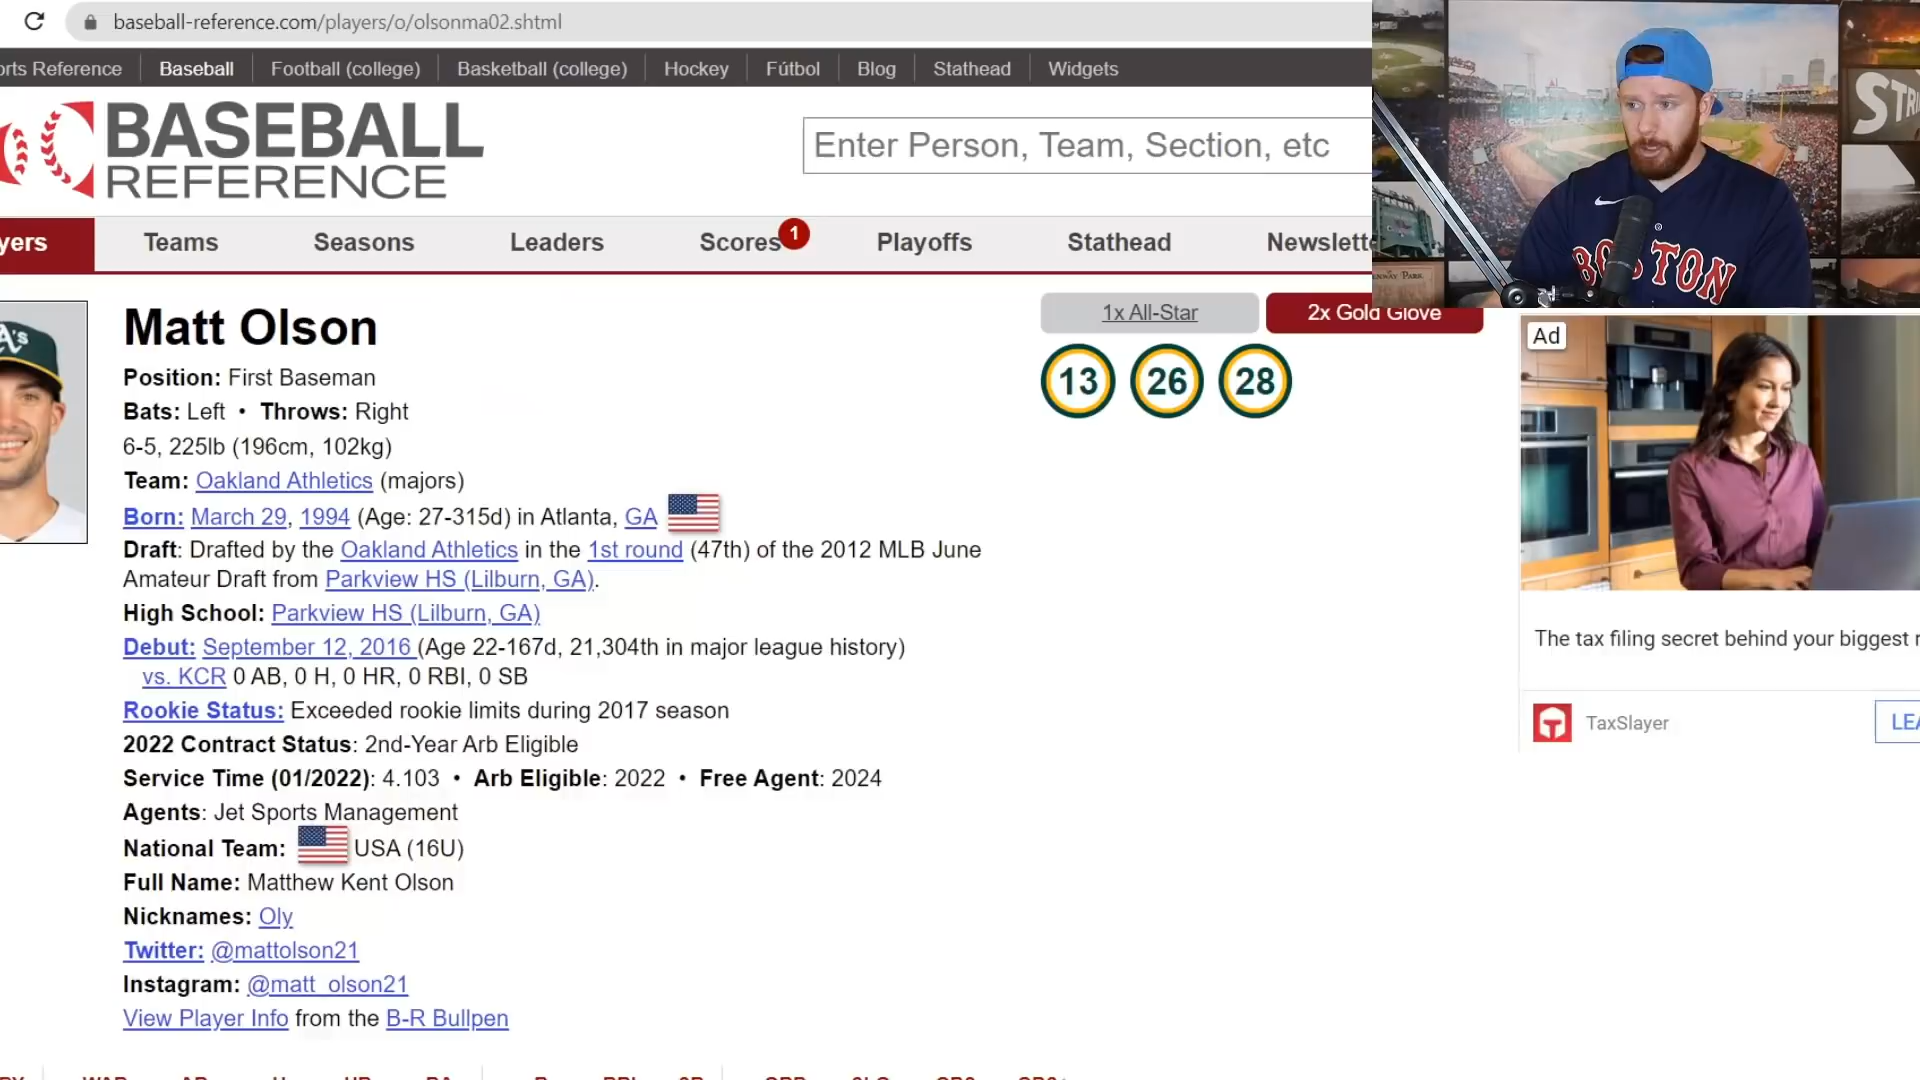 baseball-reference.com/players/o/olsonma02.shtml
rts Reference Baseball Football (college) Basketball (college) Hockey Fútbol Blog Stathead Widgets
BASEBALL
REFERENCE
Enter Person, Team, Section, etc
yers Teams Seasons Leaders Scores 1 Playoffs Stathead Newslett
BOSTON
FENWAY PARK
STR
A's
Matt Olson
1x All-Star 2x Gold Glove
13 26 28
Position: First Baseman
Bats: Left • Throws: Right
6-5, 225lb (196cm, 102kg)
Team: Oakland Athletics (majors)
Born: March 29, 1994 (Age: 27-315d) in Atlanta, GA
Draft: Drafted by the Oakland Athletics in the 1st round (47th) of the 2012 MLB June
Amateur Draft from Parkview HS (Lilburn, GA).
High School: Parkview HS (Lilburn, GA)
Debut: September 12, 2016 (Age 22-167d, 21,304th in major league history)
vs. KCR 0 AB, 0 H, 0 HR, 0 RBI, 0 SB
Rookie Status: Exceeded rookie limits during 2017 season
2022 Contract Status: 2nd-Year Arb Eligible
Service Time (01/2022): 4.103 • Arb Eligible: 2022 • Free Agent: 2024
Agents: Jet Sports Management
National Team: USA (16U)
Full Name: Matthew Kent Olson
Nicknames: Oly
Twitter: @mattolson21
Instagram: @matt_olson21
View Player Info from the B-R Bullpen
Ad
The tax filing secret behind your biggest r
TaxSlayer
LEA